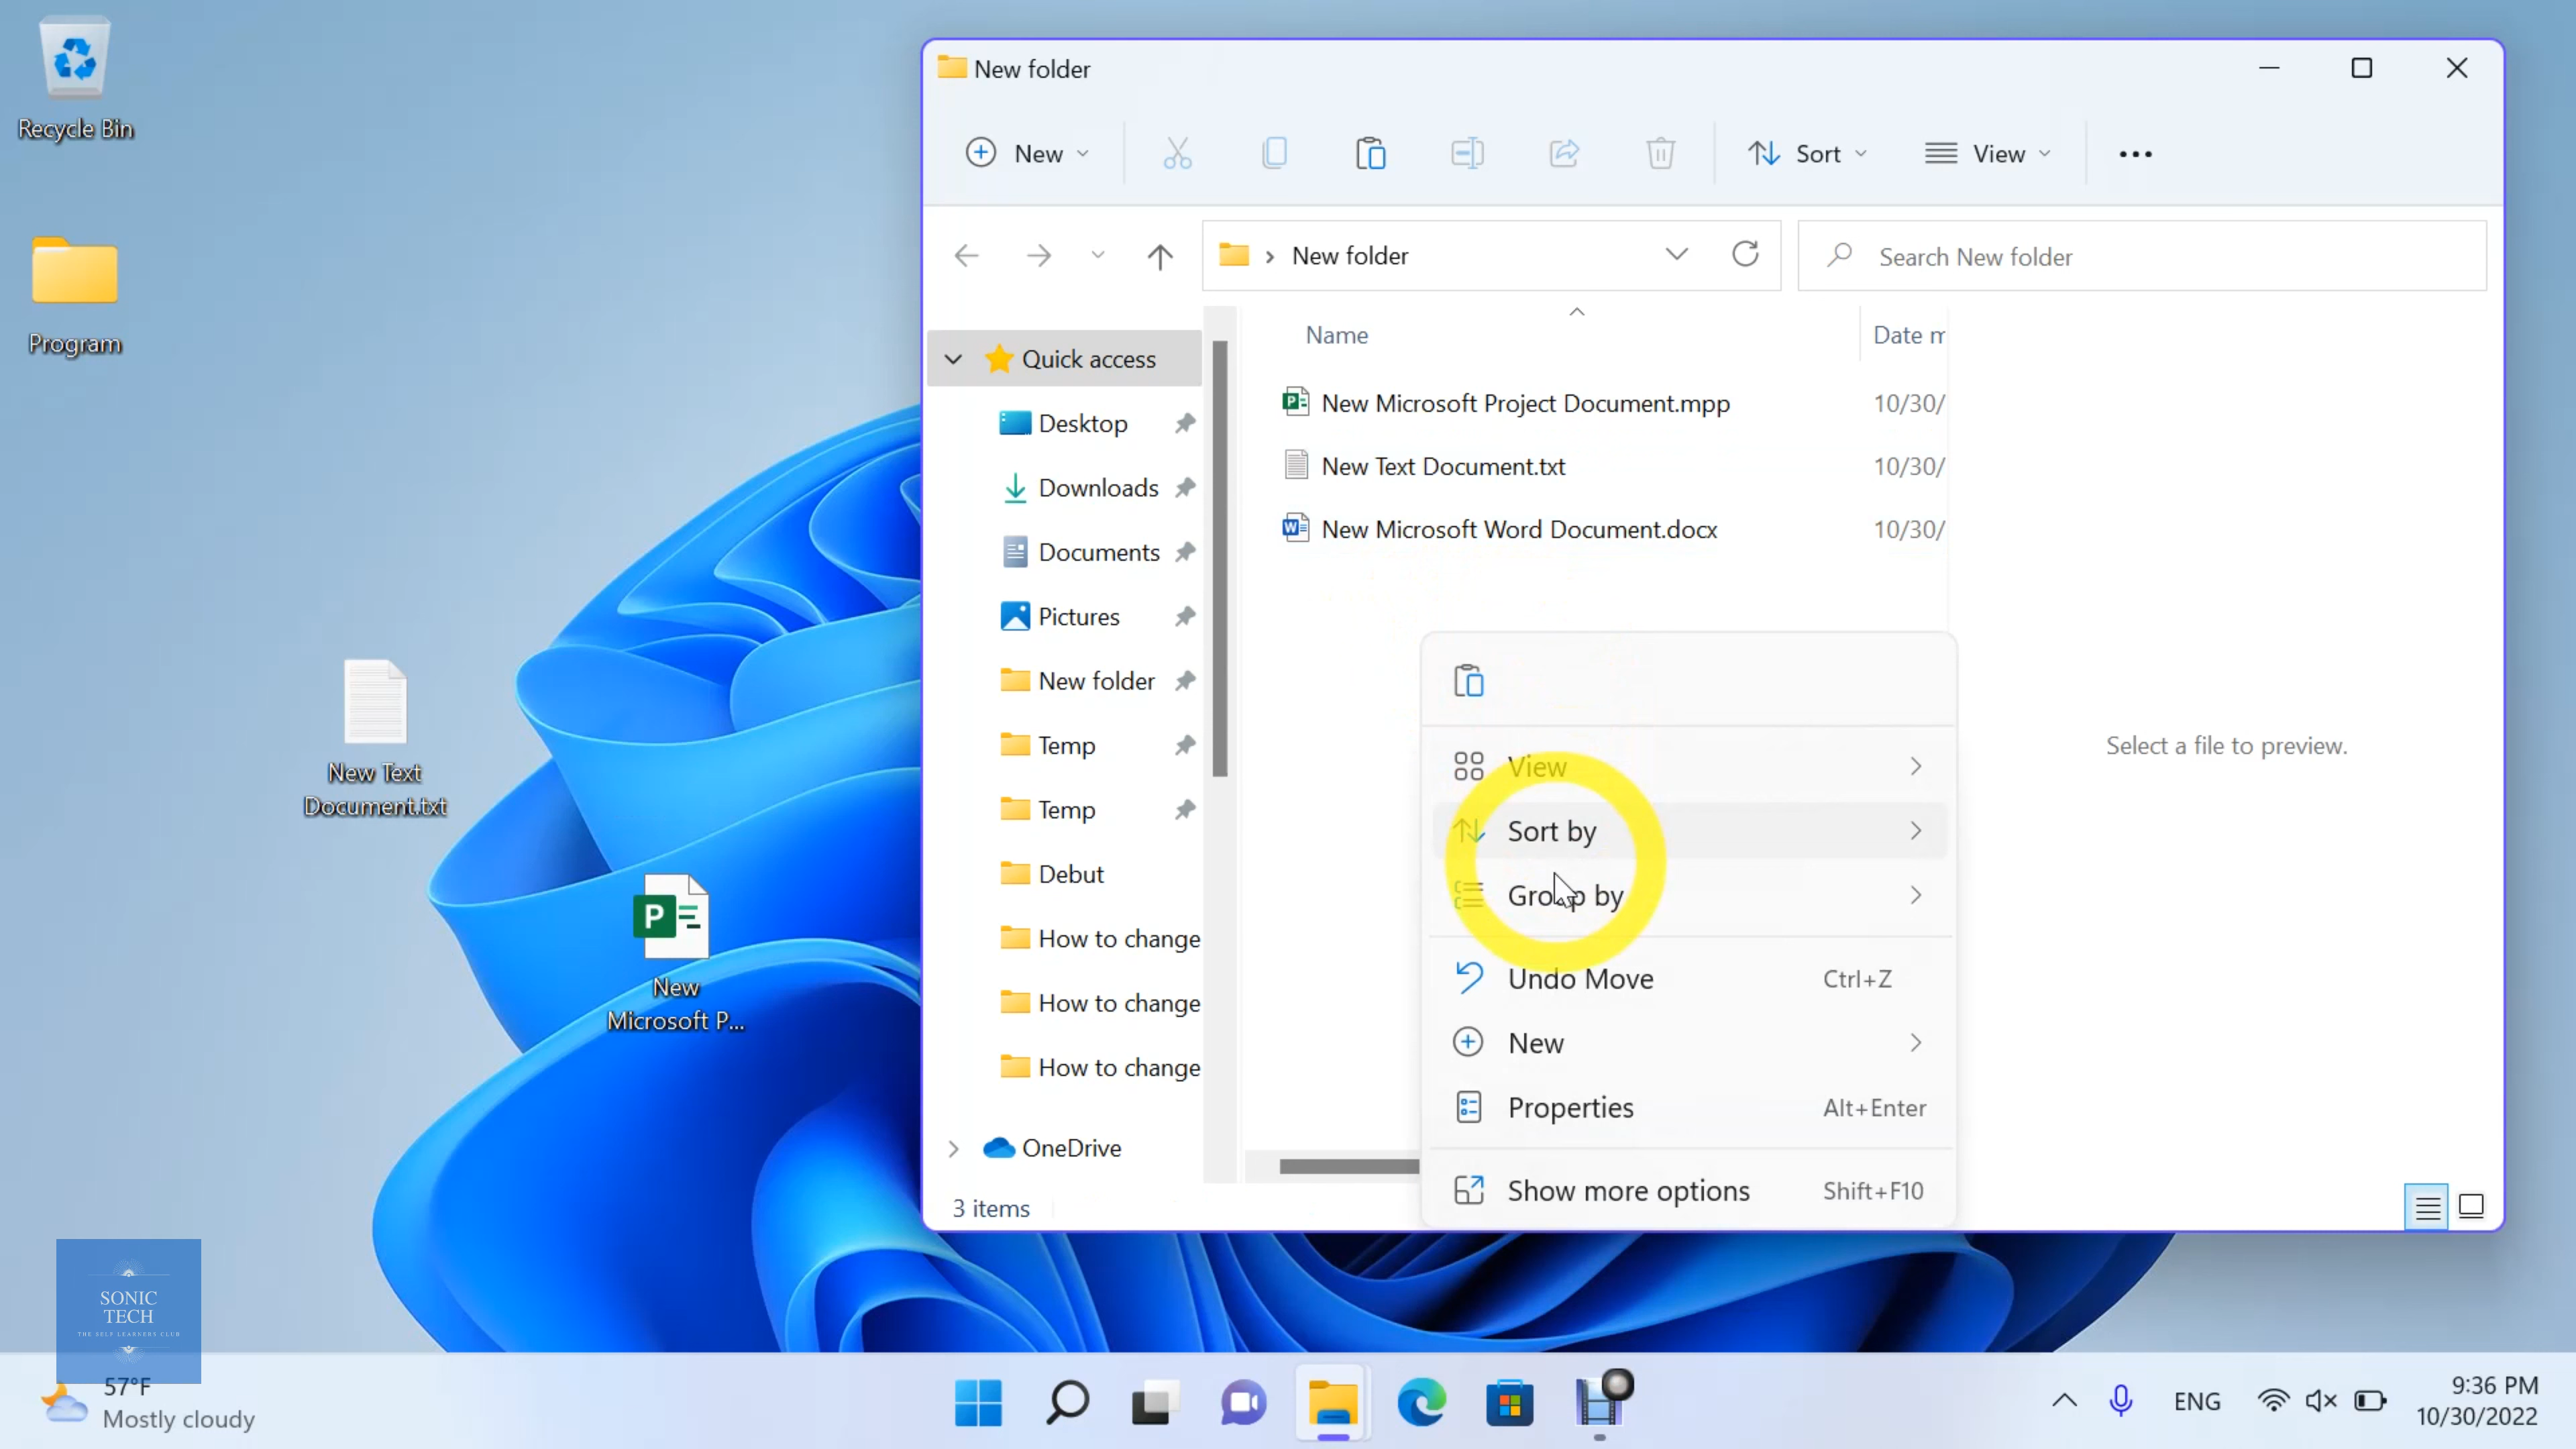 Recycle Bin
Program
New Text
Document.txt
New
Microsoft P...
New folder
New
Sort
View
New folder
Search New folder
Quick access
Desktop
Downloads
Documents
Pictures
New folder
Temp
Temp
Debut
How to change
How to change
How to change
OneDrive
3 items
Name
Date m
New Microsoft Project Document.mpp 10/30/
New Text Document.txt 10/30/
New Microsoft Word Document.docx 10/30/
Select a file to preview.
View
Sort by
Group by
Undo Move Ctrl+Z
New
Properties Alt+Enter
Show more options Shift+F10
SONIC
TECH
THE SELF LEARNERS CLUB
57°F
Mostly cloudy
ENG
9:36 PM
10/30/2022